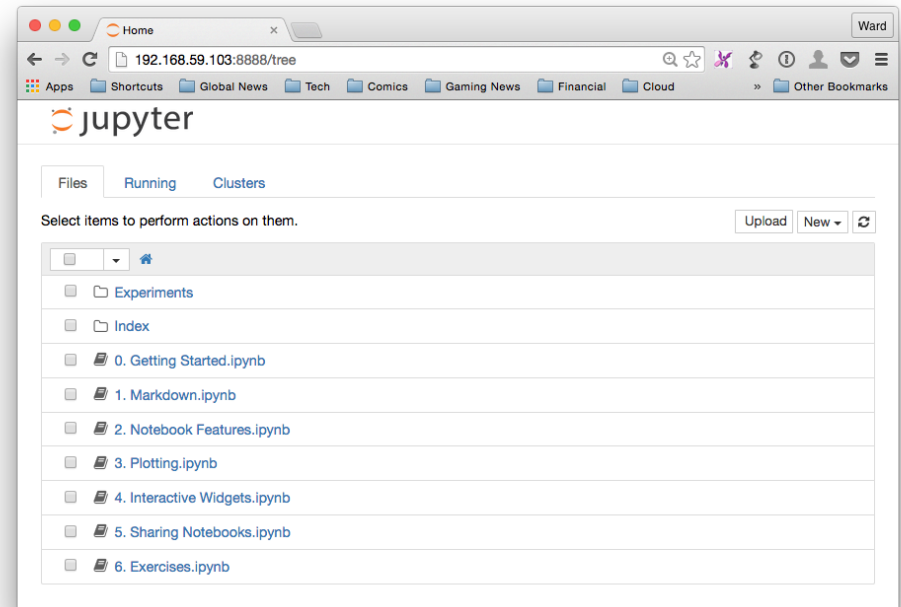 Home
Ward
192.168.59.103:8888/tree
Apps Shortcuts Global News Tech Comics Gaming News Financial Cloud » Other Bookmarks
jupyter
Files Running Clusters
Select items to perform actions on them.
Upload New
Experiments
Index
0. Getting Started.ipynb
1. Markdown.ipynb
2. Notebook Features.ipynb
3. Plotting.ipynb
4. Interactive Widgets.ipynb
5. Sharing Notebooks.ipynb
6. Exercises.ipynb